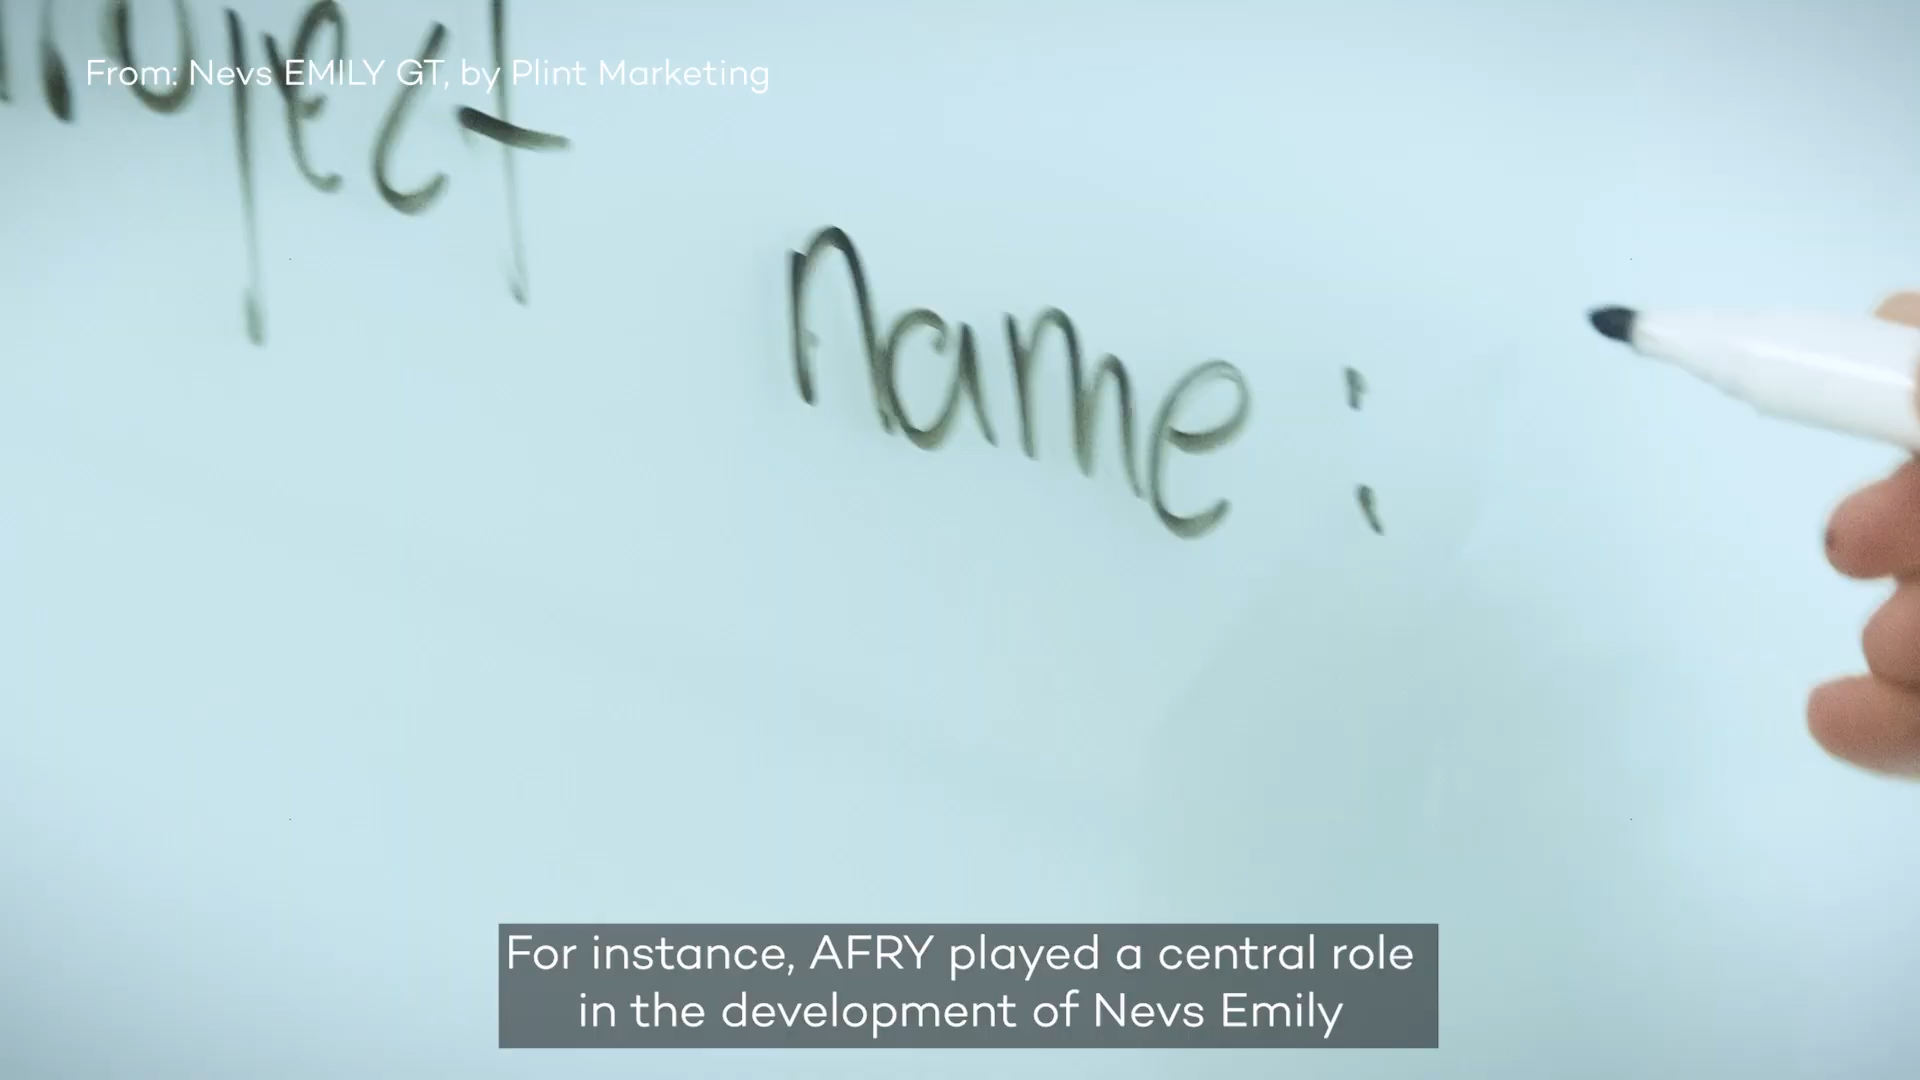 From: Nevs EMILY GT, by Plint Marketing
Project
name:
For instance, AFRY played a central role
in the development of Nevs Emily